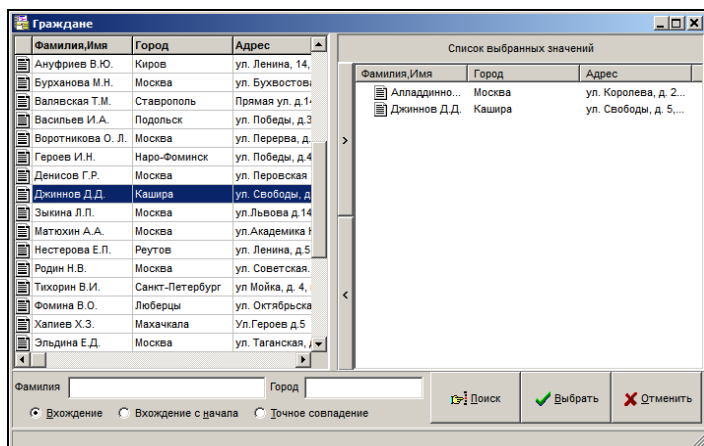 Граждане
Фамилия,Имя Город Адрес
Ануфриев В.Ю. Киров ул. Ленина, 14,
Бурханова М.Н. Москва ул. Бухвостова
Валявская Т.М. Ставрополь Прямая ул. д.1
Васильев И.А. Подольск ул. Победы, д.3
Воротникова О. Л. Москва ул. Перерва, д.
Героев И.Н. Наро-Фоминск ул. Победы, д.4
Денисов Г.Р. Москва ул. Перовская
Джиннов Д.Д. Кашира ул. Свободы, д
Зыкина Л.П. Москва ул.Львова д.14
Матюхин А.А. Москва ул.Академика
Нестерова Е.П. Реутов ул. Ленина, д.5
Родин Н.В. Москва ул. Советская.
Тихорин В.И. Санкт-Петербург ул Мойка, д. 4,
Фомина В.О. Люберцы ул. Октябрьска
Хапиев Х.З. Махачкала Ул.Героев д.5
Эльдина Е.Д. Москва ул. Таганская,
Список выбранных значений
Фамилия,Имя Город Адрес
Алладдинно... Москва ул. Королева, д. 2...
Джиннов Д.Д. Кашира ул. Свободы, д. 5,...
>
<
Фамилия Город
Вхождение Вхождение с начала Точное совпадение
Поиск Выбрать Отменить